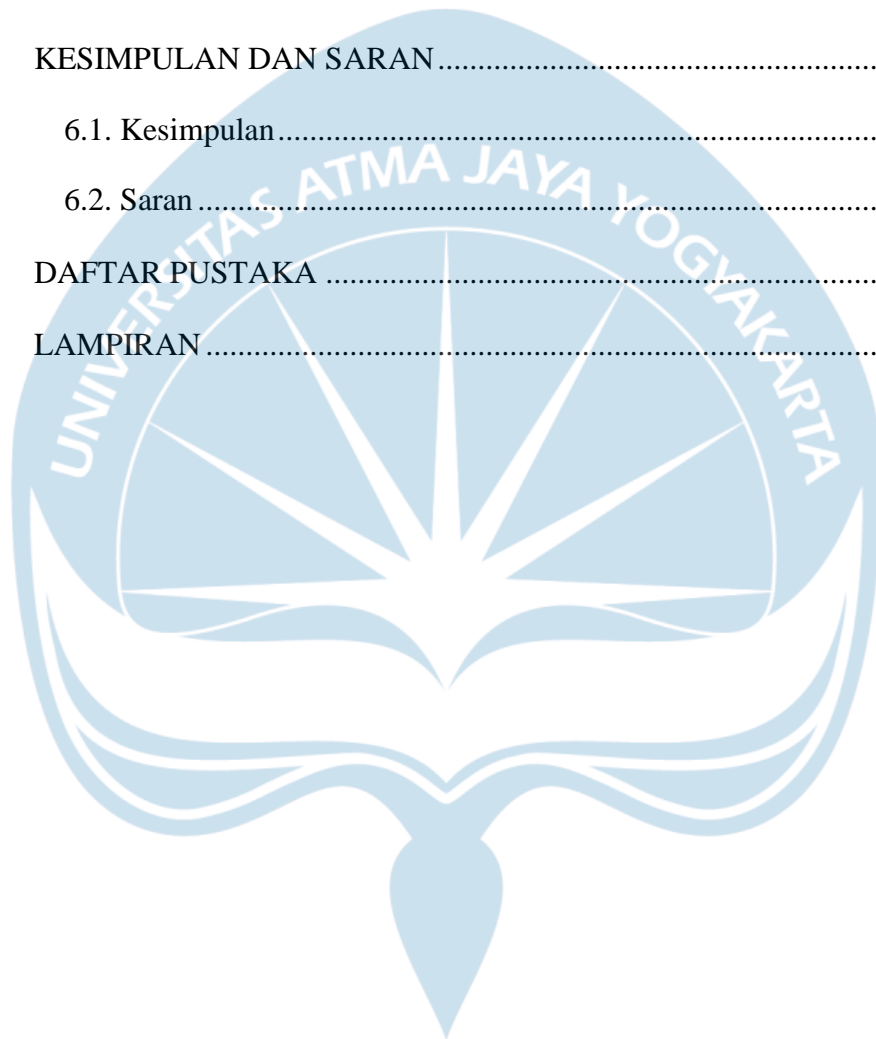 KESIMPULAN DAN SARAN........................................................
6.1. Kesimpulan............................................................................
6.2. Saran......................................................................................
DAFTAR PUSTAKA .......................................................................
LAMPIRAN ......................................................................................
UNIVERSITAS ATMA JAYA YOGYAKARTA